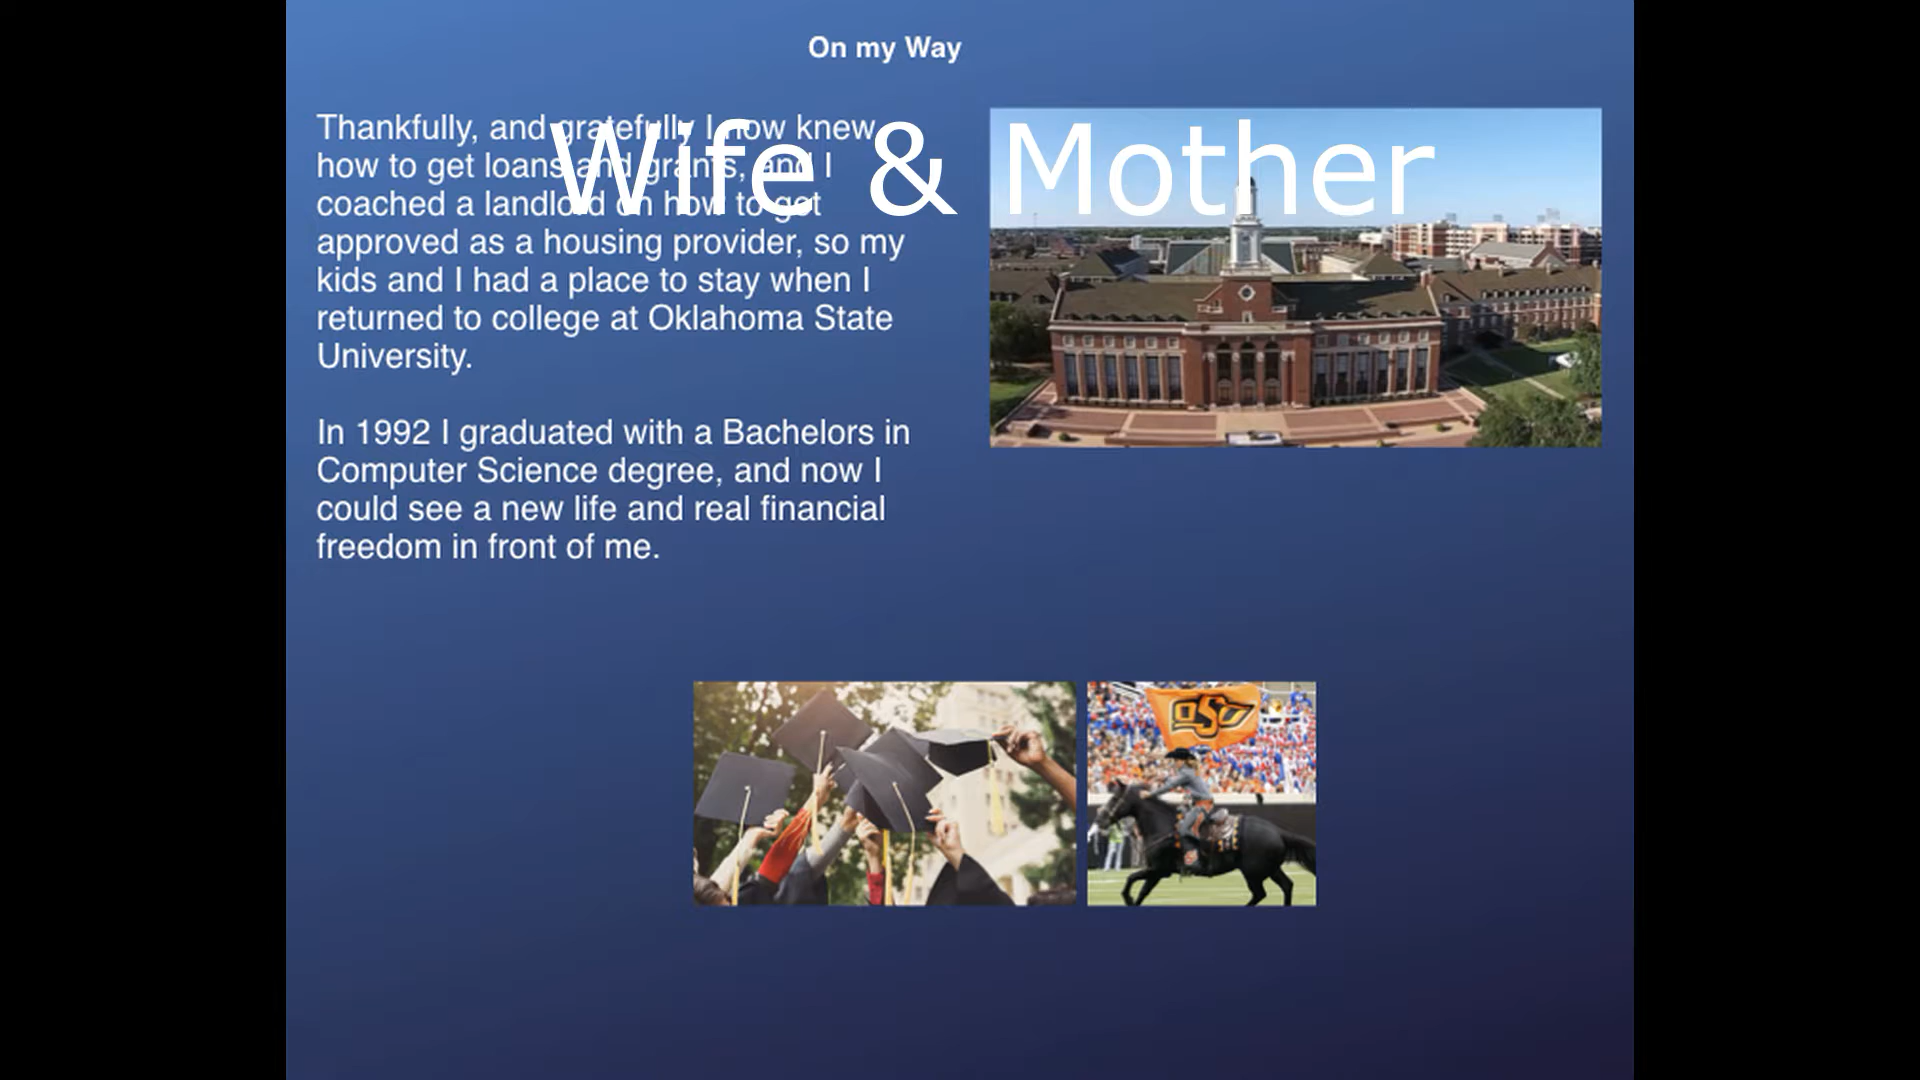 On my Way
Wife & Mother
Thankfully, and gratefully I now knew
how to get loans and grants, and I
coached a landlord on how to get
approved as a housing provider, so my
kids and I had a place to stay when I
returned to college at Oklahoma State
University.
In 1992 I graduated with a Bachelors in
Computer Science degree, and now I
could see a new life and real financial
freedom in front of me.
OSU